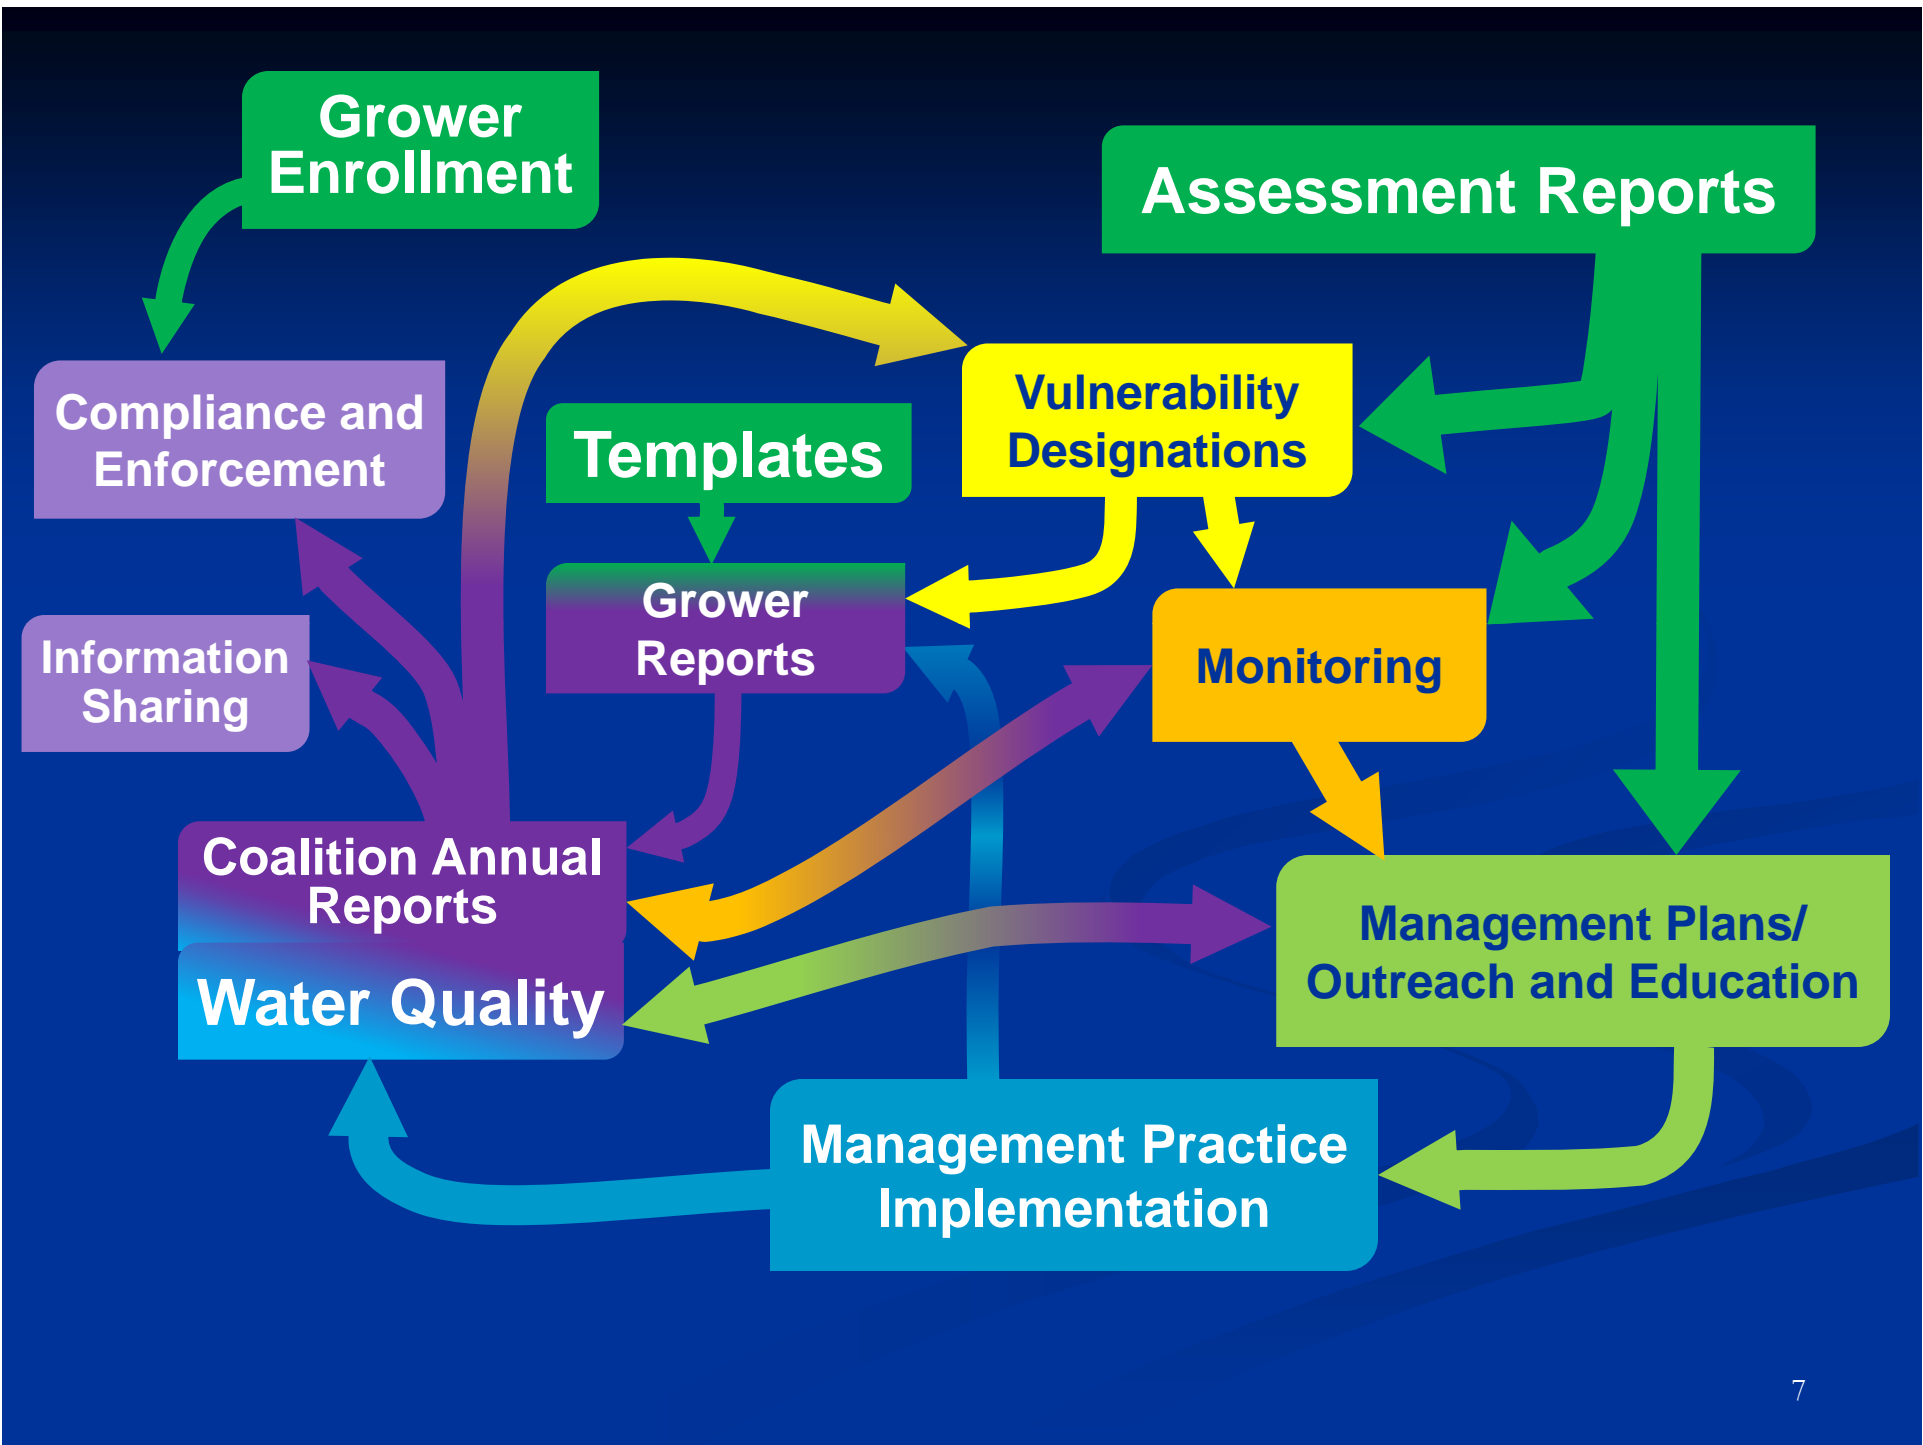 Grower
Enrollment
Assessment Reports
Compliance and
Enforcement
Templates
Vulnerability
Designations
Information
Sharing
Grower
Reports
Monitoring
Coalition Annual
Reports
Water Quality
Management Plans/
Outreach and Education
Management Practice
Implementation
7